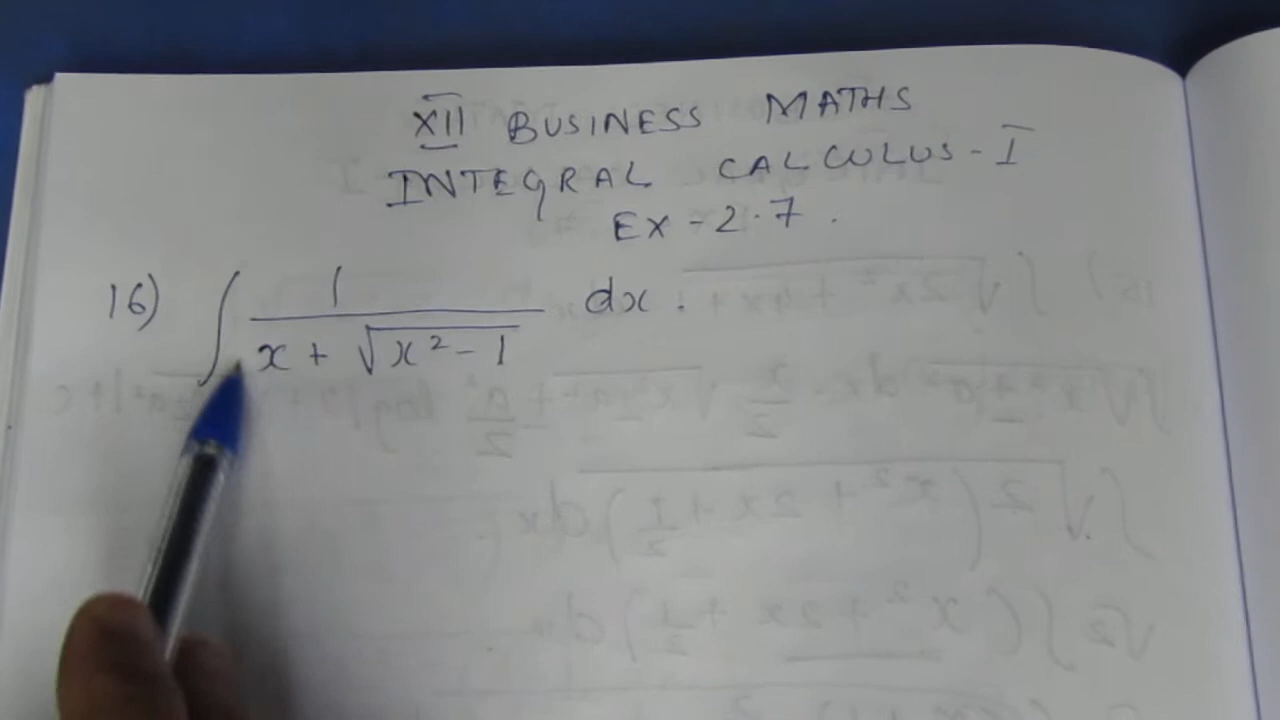 XII BUSINESS MATHS
INTEGRAL CALCULUS - I
EX - 2.7.
16) ∫ 1 / (x + √(x² - 1)) dx.